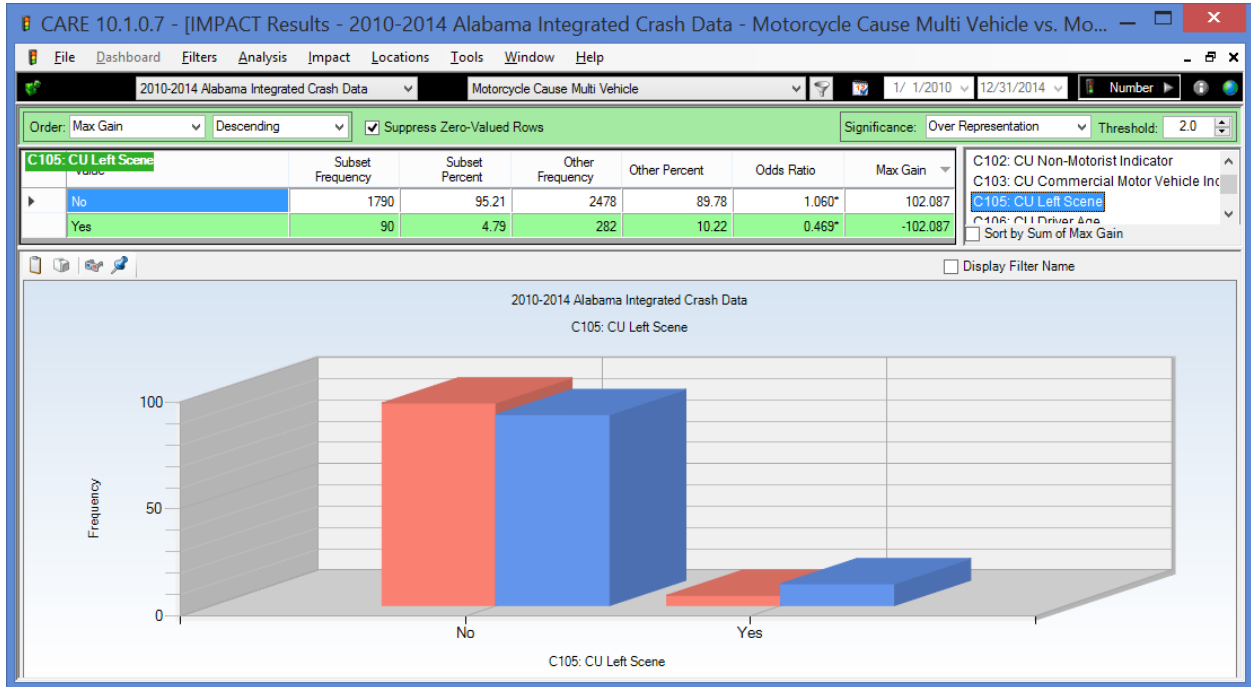 CARE 10.1.0.7 - [IMPACT Results - 2010-2014 Alabama Integrated Crash Data - Motorcycle Cause Multi Vehicle vs. Mo...
File Dashboard Filters Analysis Impact Locations Tools Window Help
2010-2014 Alabama Integrated Crash Data Motorcycle Cause Multi Vehicle 1/ 1/2010 12/31/2014 Number
Order: Max Gain Descending Suppress Zero-Valued Rows Significance: Over Representation Threshold: 2.0
C105: CU Left Scene
Value Subset Frequency Subset Percent Other Frequency Other Percent Odds Ratio Max Gain
No 1790 95.21 2478 89.78 1.060* 102.087
Yes 90 4.79 282 10.22 0.469* -102.087
C102: CU Non-Motorist Indicator
C103: CU Commercial Motor Vehicle Inc
C105: CU Left Scene
C106: CU Driver Age
Sort by Sum of Max Gain
Display Filter Name
2010-2014 Alabama Integrated Crash Data
C105: CU Left Scene
Frequency
100
50
0
No Yes
C105: CU Left Scene